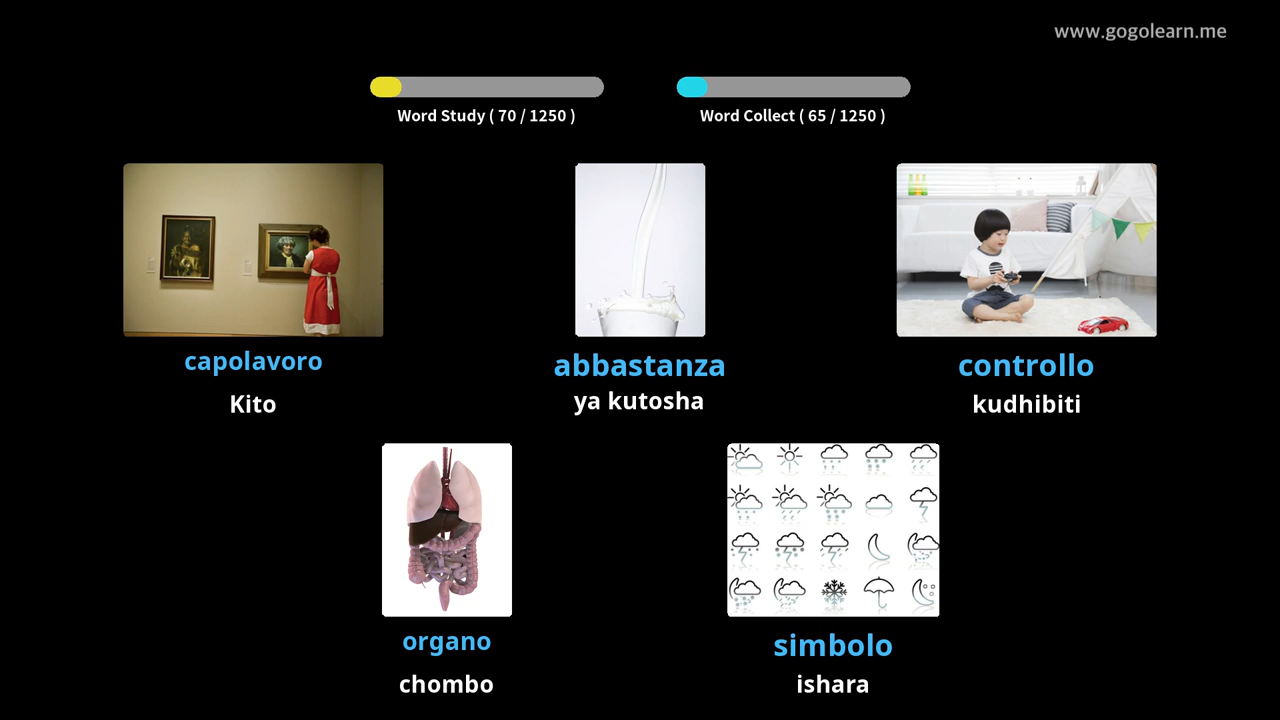 www.gogolearn.me
Word Study ( 70 / 1250 )
Word Collect ( 65 / 1250 )
capolavoro
Kito
abbastanza
ya kutosha
controllo
kudhibiti
organo
chombo
simbolo
ishara